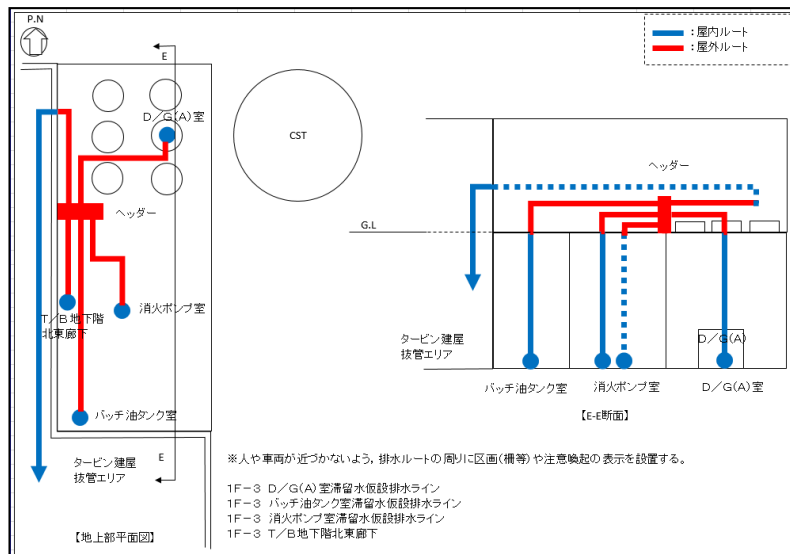 P.N
E
D／G(A)室
ヘッダー
T／B地下階
北東廊下
消火ポンプ室
バッチ油タンク室
タービン建屋
抜管エリア
E
【地上部平面図】
CST
：屋内ルート
：屋外ルート
ヘッダー
G.L
タービン建屋
抜管エリア
D／G(A)
バッチ油タンク室
消火ポンプ室
D／G(A)室
【E-E断面】
※人や車両が近づかないよう，排水ルートの周りに区画(柵等)や注意喚起の表示を設置する。
1F－3 D／G(A)室滞留水仮設排水ライン
1F－3 バッチ油タンク室滞留水仮設排水ライン
1F－3 消火ポンプ室滞留水仮設排水ライン
1F－3 T／B地下階北東廊下